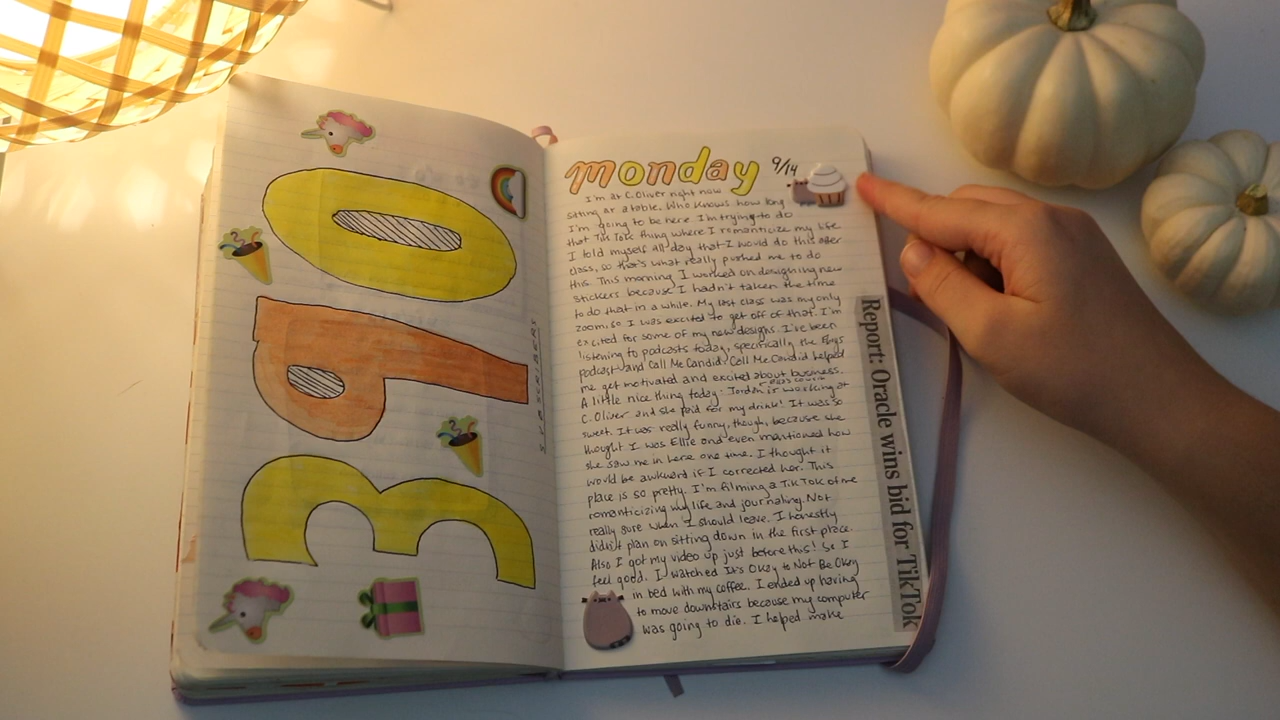 390
SUBSCRIBERS
monday 9/14
I'm at C. Oliver right now
sitting at a table. Who knows how long
I'm going to be here. I'm trying to do
that TikTok thing where I romanticize my life
I told myself all day that I would do this after
class, so that's what really pushed me to do
this. This morning I worked on designing new
stickers because I hadn't taken the time
to do that in a while. My last class was my only
zoom, so I was excited to get off of that. I'm
excited for some of my new designs. I've been
listening to podcasts today, specifically the
podcast and Call Me Candid. Call Me Candid helped
me get motivated and excited about business.
A little nice thing today: Jordan is working at
C. Oliver and she paid for my drink! It was so
sweet. It was really funny, though, because she
thought I was Ellie and even mentioned how
she saw me in here one time. I thought it
would be awkward if I corrected her. This
place is so pretty. I'm filming a TikTok of me
romanticizing my life and journaling. Not
really sure when I should leave. I honestly
didn't plan on sitting down in the first place.
Also I got my video up just before this! So I
feel good. I watched It's Okay to Not Be Okay
in bed with my coffee. I ended up having
to move downstairs because my computer
was going to die. I helped make
Report: Oracle wins bid for TikTok